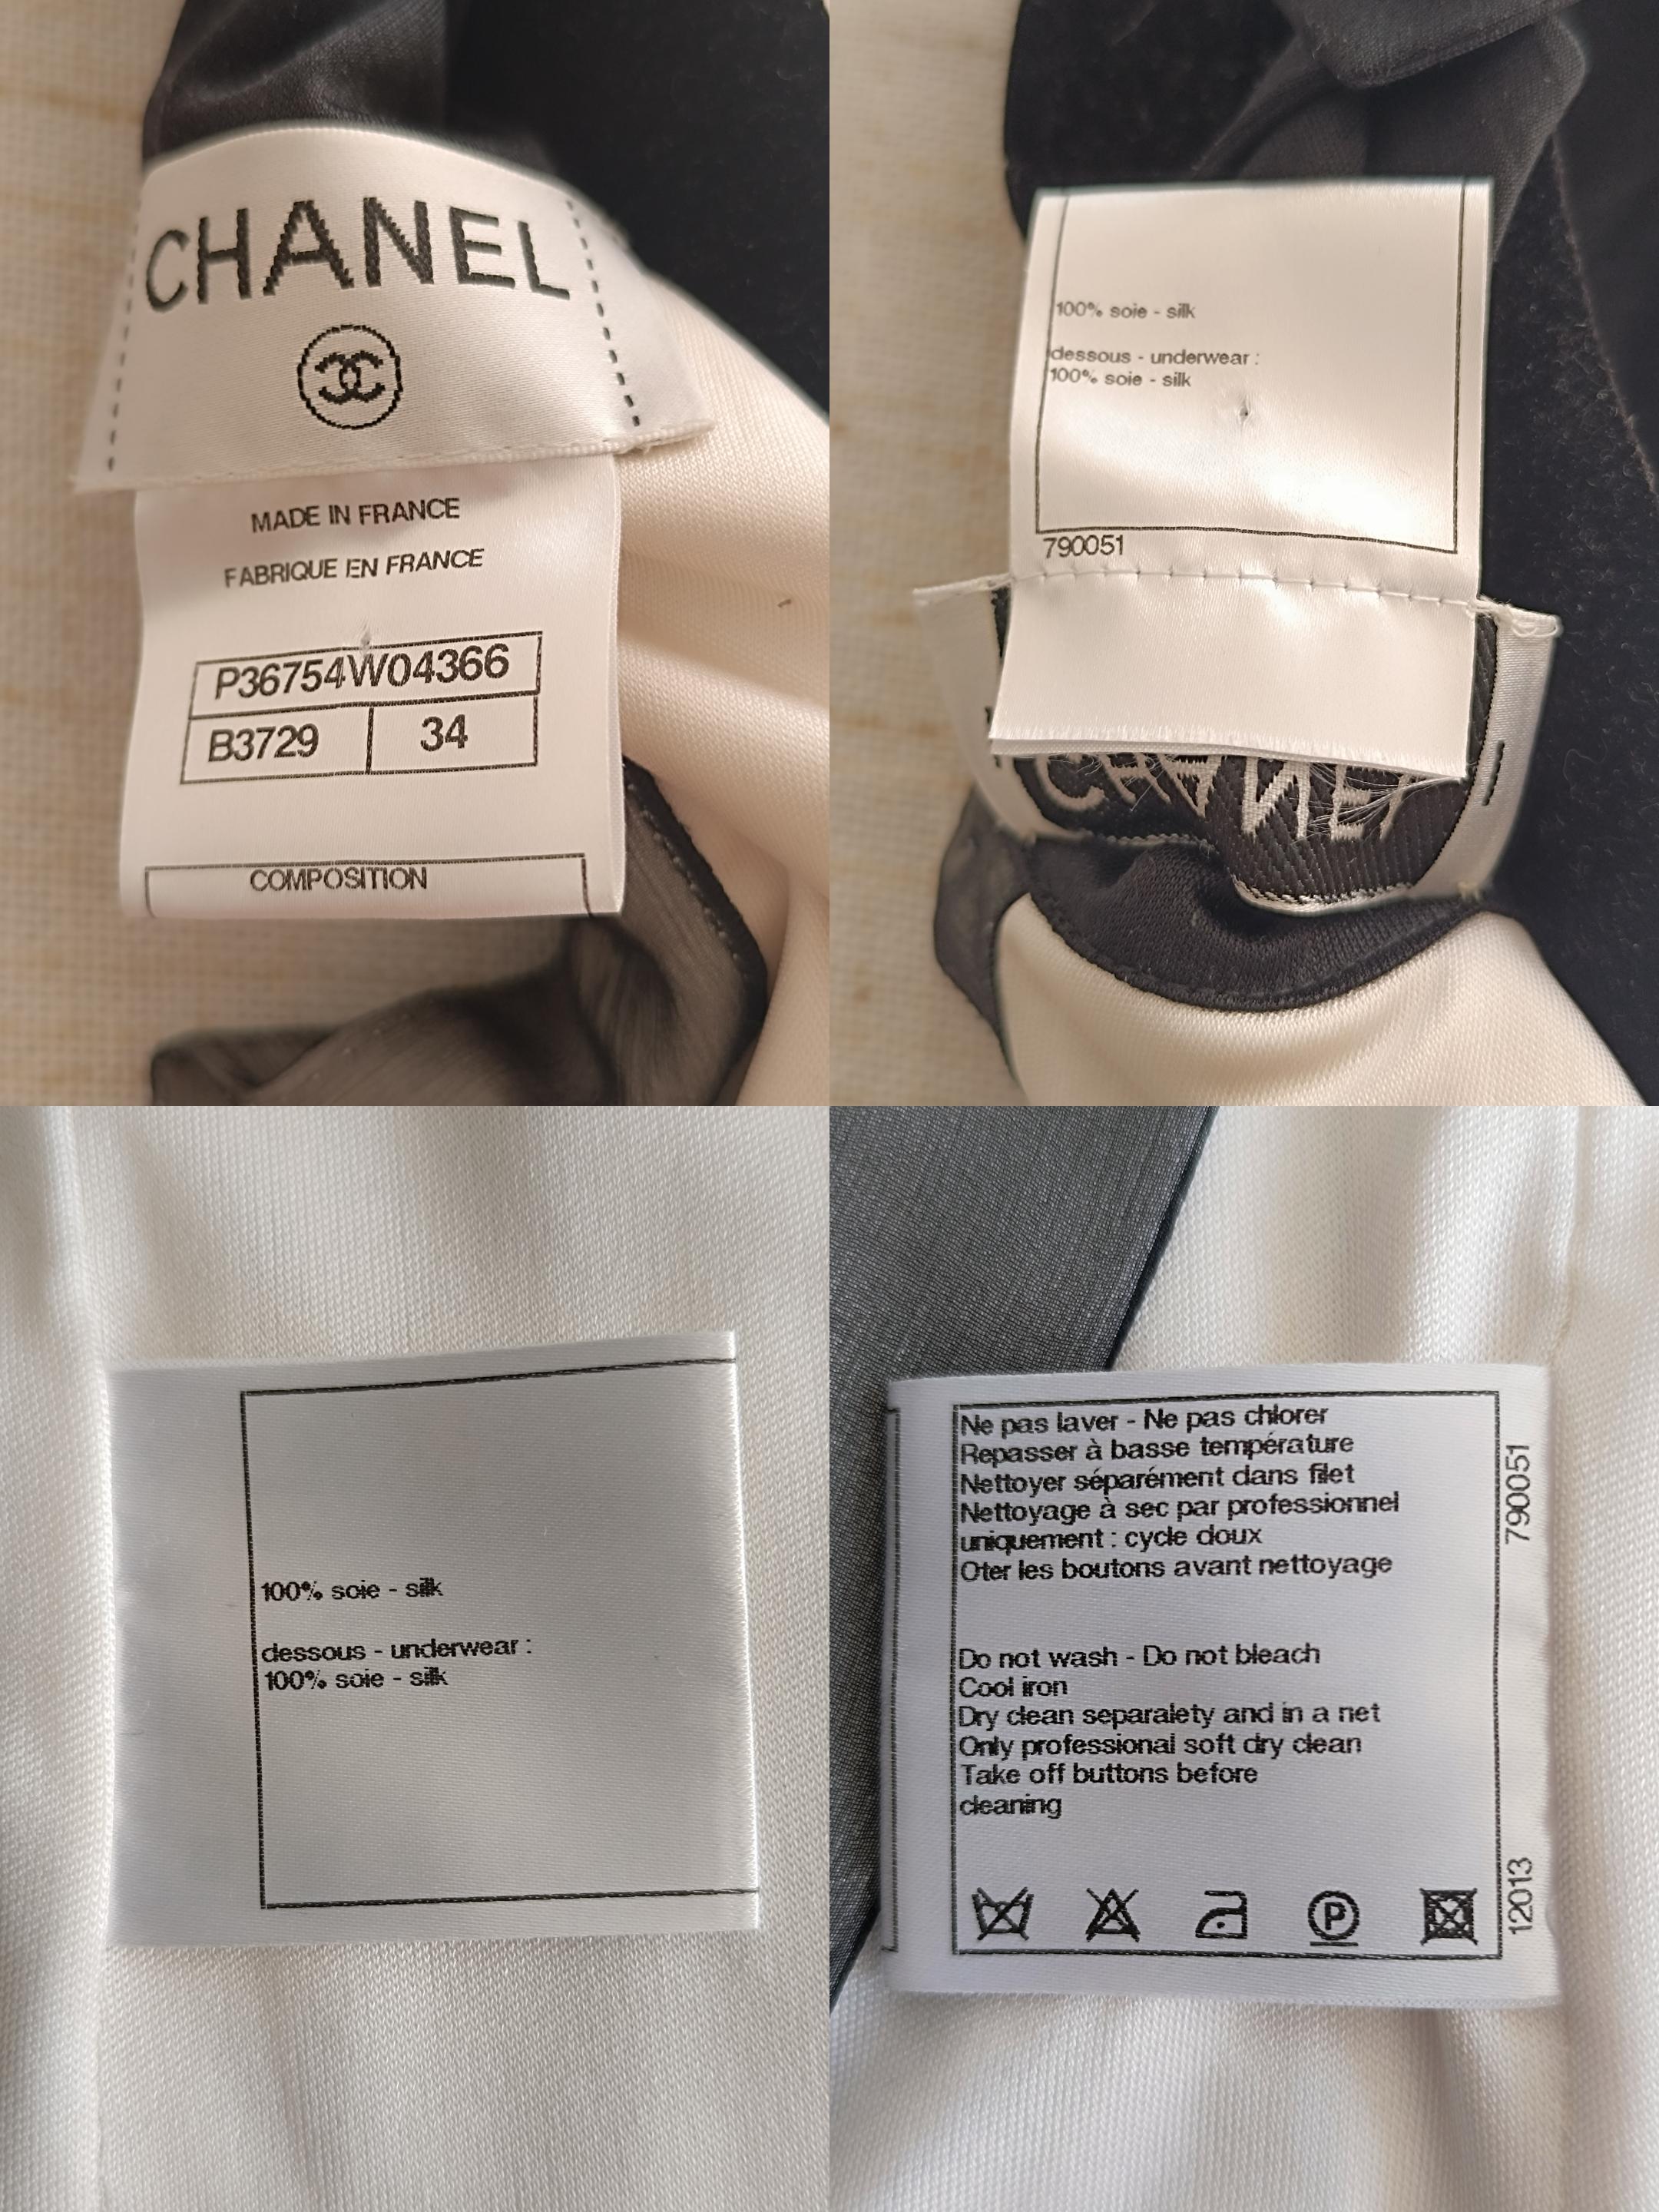 CHANEL
MADE IN FRANCE
FABRIQUE EN FRANCE
P36754W04366
B3729
34
COMPOSITION
100% soie - silk
dessous - underwear :
100% soie - silk
790051
CHANEL
100% soie - silk
dessous - underwear :
100% soie - silk
Ne pas laver - Ne pas chlorer
Repasser à basse température
Nettoyer séparément dans filet
Nettoyage à sec par professionnel
uniquement : cycle doux
Oter les boutons avant nettoyage
Do not wash - Do not bleach
Cool iron
Dry clean separalety and in a net
Only professional soft dry clean
Take off buttons before
cleaning
P
790051
12013